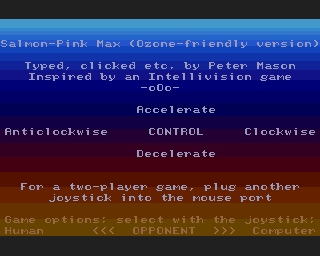 Salmon-Pink Max (Ozone-friendly version)
Typed, clicked etc. by Peter Mason
Inspired by an Intellivision game
-oOo-
Accelerate
Anticlockwise CONTROL Clockwise
Decelerate
For a two-player game, plug another
joystick into the mouse port
Game options: select with the joystick:
Human <<< OPPONENT >>> Computer